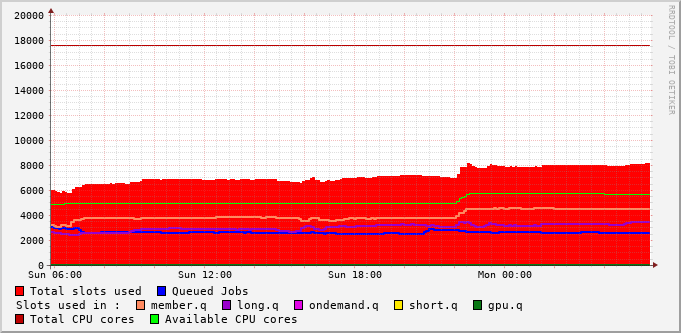 RRDTOOL / TOBI OETIKER
20000
18000
16000
14000
12000
10000
8000
6000
4000
2000
0
Sun 06:00 Sun 12:00 Sun 18:00 Mon 00:00
Total slots used Queued Jobs
Slots used in : member.q long.q ondemand.q short.q gpu.q
Total CPU cores Available CPU cores